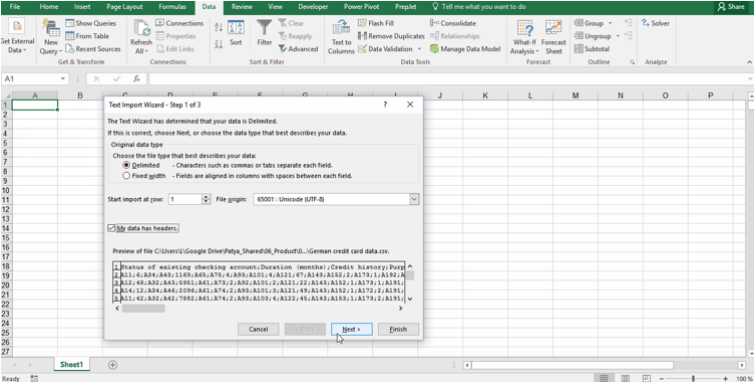 File Home Insert Page Layout Formulas Data Review View Developer Power Pivot Preplet Tell me what you want to do Share
Get External Data
New Query
Show Queries
From Table
Recent Sources
Get & Transform
Refresh All
Connections
Properties
Edit Links
Connections
Sort
Filter
Clear
Reapply
Advanced
Sort & Filter
Text to Columns
Flash Fill
Remove Duplicates
Data Validation
Consolidate
Relationships
Manage Data Model
Data Tools
What-If Analysis
Forecast Sheet
Forecast
Group
Ungroup
Subtotal
Outline
Solver
Analyze
A1
fx
A B C J K L M N O P
1
2
3
4
5
6
7
8
9
10
11
12
13
14
15
16
17
18
19
20
21
22
23
24
25
26
27
Text Import Wizard - Step 1 of 3 ?
The Text Wizard has determined that your data is Delimited.
If this is correct, choose Next, or choose the data type that best describes your data.
Original data type
Choose the file type that best describes your data:
Delimited - Characters such as commas or tabs separate each field.
Fixed width - Fields are aligned in columns with spaces between each field.
Start import at row: 1 File origin: 65001 : Unicode (UTF-8)
My data has headers.
Preview of file C:\Users\1\Google Drive\Patya_Shared\06_Product\0...\German credit card data.csv.
1 Status of existing checking account;Duration (months);Credit history;Purp
2 A11;6;A34;A43;1169;A65;A75;4;A93;A101;4;A121;67;A143;A152;2;A173;1;A192;A
3 A12;48;A32;A43;5951;A61;A73;2;A92;A101;2;A121;22;A143;A152;1;A173;1;A191;
4 A14;12;A34;A46;2096;A61;A74;2;A93;A101;3;A121;49;A143;A152;1;A172;2;A191;
5 A11;42;A32;A42;7882;A61;A74;2;A93;A103;4;A122;45;A143;A153;1;A173;2;A191;
Cancel < Back Next > Finish
Sheet1
Ready 100 %